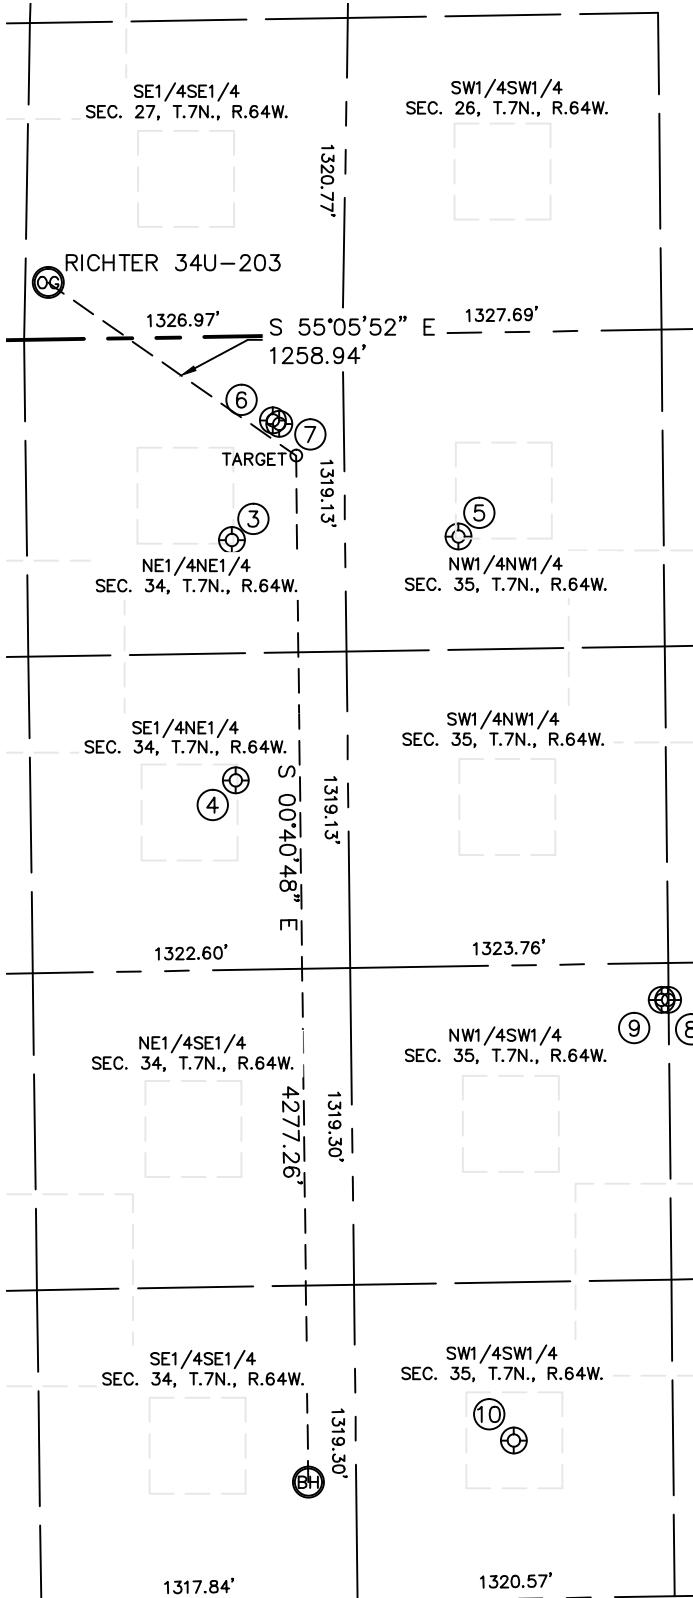 SE1/4SE1/4
SEC. 27, T.7N., R.64W.
SW1/4SW1/4
SEC. 26, T.7N., R.64W.
1320.77'
OG
RICHTER 34U-203
1326.97'
S 55°05'52" E
1258.94'
1327.69'
6
7
TARGET
1319.13'
3
5
NE1/4NE1/4
SEC. 34, T.7N., R.64W.
NW1/4NW1/4
SEC. 35, T.7N., R.64W.
SE1/4NE1/4
SEC. 34, T.7N., R.64W.
SW1/4NW1/4
SEC. 35, T.7N., R.64W.
4
S 00°40'48" E
1319.13'
1322.60'
1323.76'
9
8
NE1/4SE1/4
SEC. 34, T.7N., R.64W.
NW1/4SW1/4
SEC. 35, T.7N., R.64W.
4277.26'
1319.30'
SE1/4SE1/4
SEC. 34, T.7N., R.64W.
SW1/4SW1/4
SEC. 35, T.7N., R.64W.
10
1319.30'
BH
1317.84'
1320.57'